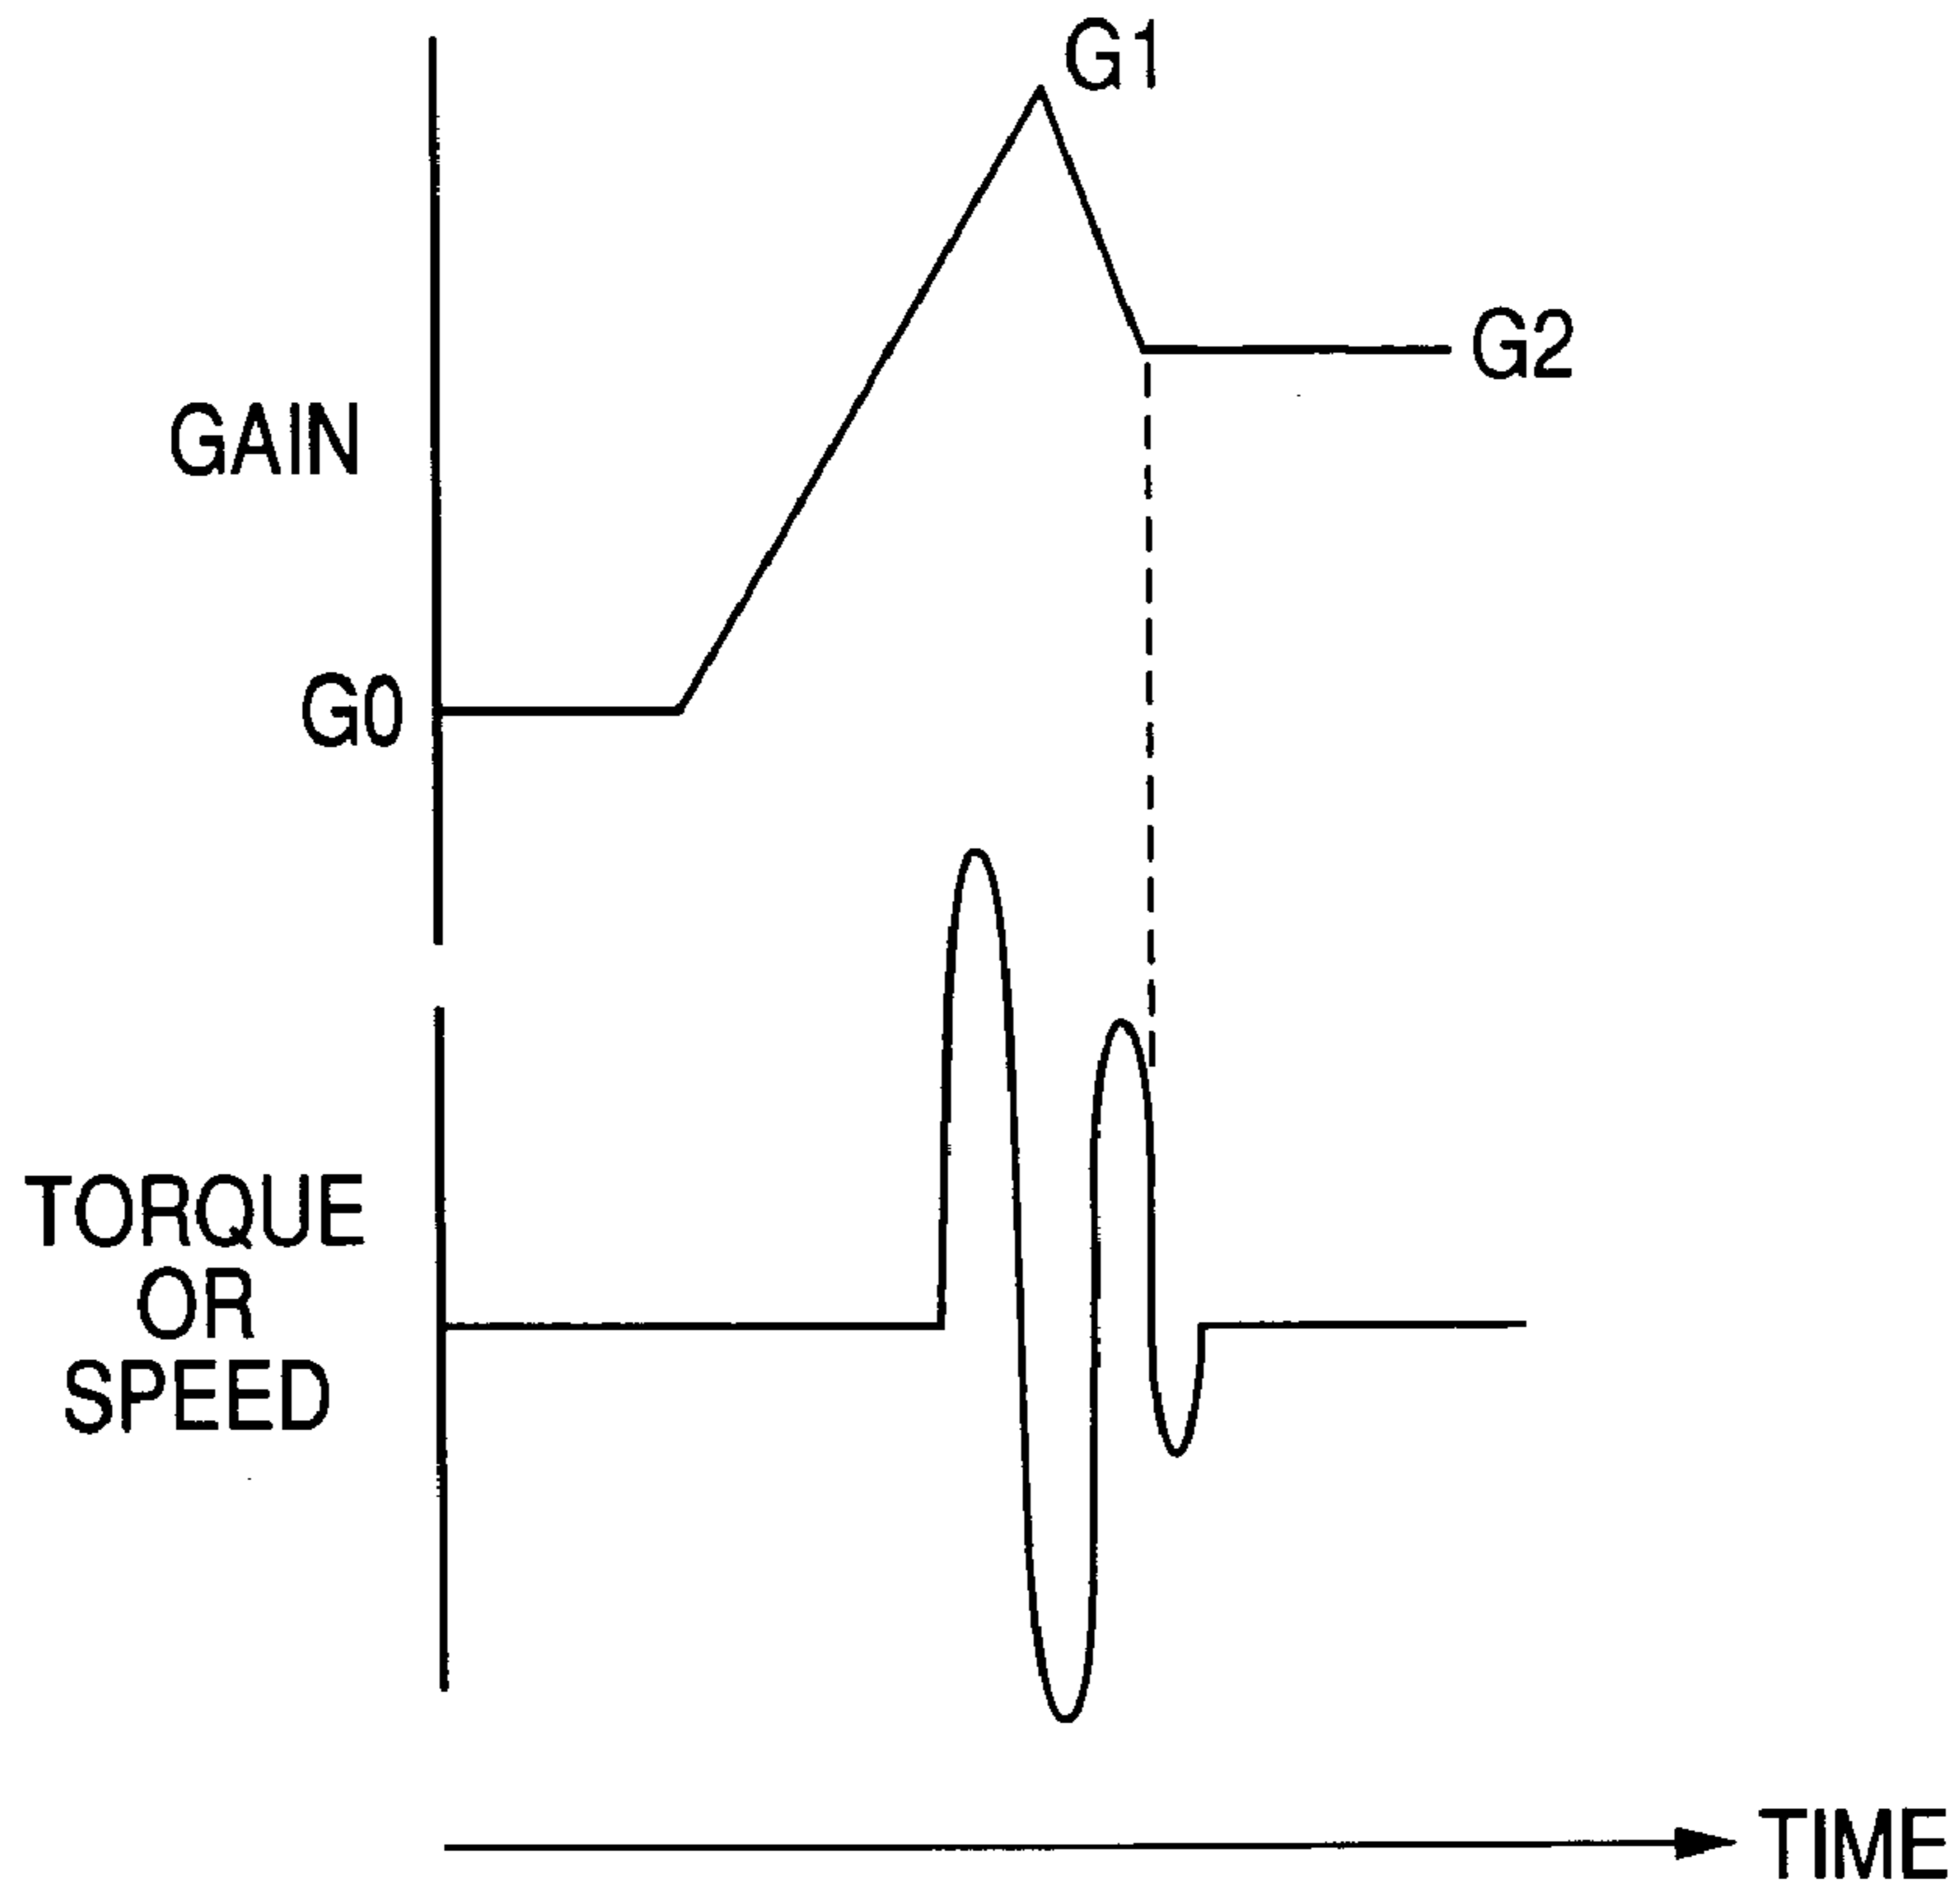 G1
G2
GAIN
G0
TORQUE
OR
SPEED
TIME